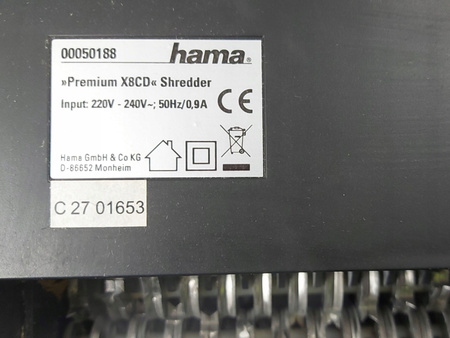 00050188 hama®
»Premium X8CD« Shredder
Input: 220V - 240V~; 50Hz/0,9A
CE
Hama GmbH & Co KG
D-86652 Monheim
C 27 01653